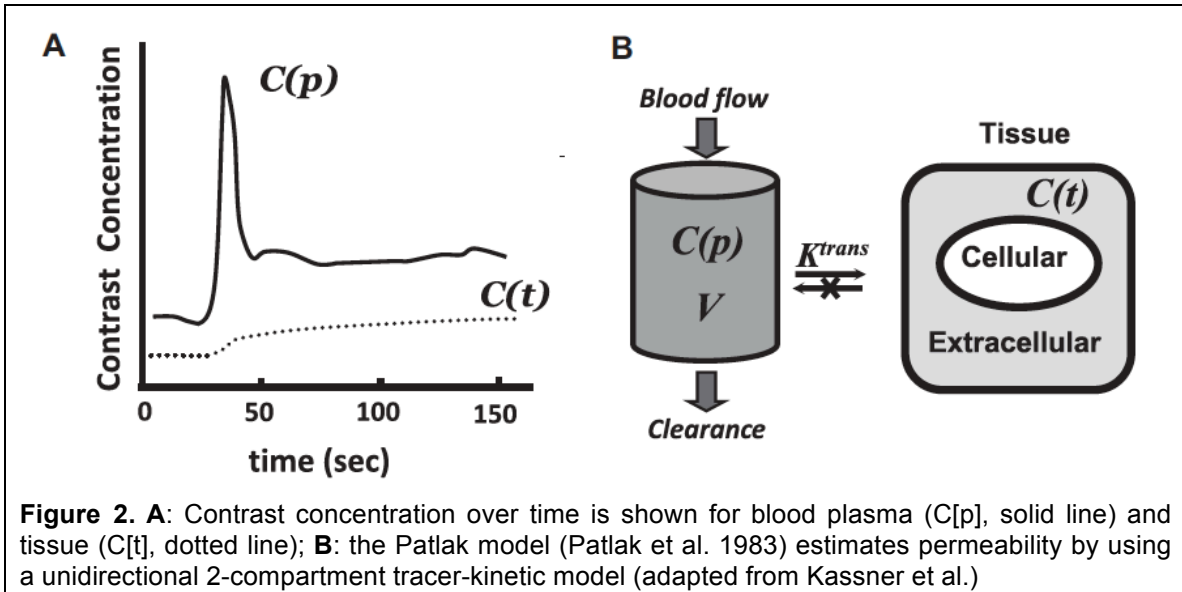 A
Contrast Concentration
C(p)
C(t)
0 50 100 150
time (sec)
B
Blood flow
C(p)
V
Clearance
K^trans
Tissue
C(t)
Cellular
Extracellular
Figure 2. A: Contrast concentration over time is shown for blood plasma (C[p], solid line) and
tissue (C[t], dotted line); B: the Patlak model (Patlak et al. 1983) estimates permeability by using
a unidirectional 2-compartment tracer-kinetic model (adapted from Kassner et al.)